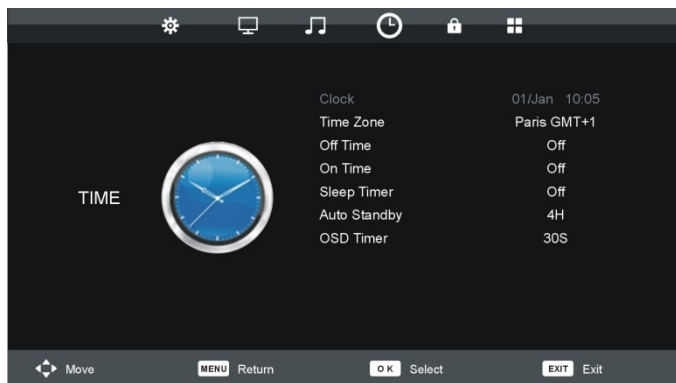 Clock 01/Jan 10:05
Time Zone Paris GMT+1
Off Time Off
On Time Off
TIME
Sleep Timer Off
Auto Standby 4H
OSD Timer 30S
Move MENU Return OK Select EXIT Exit